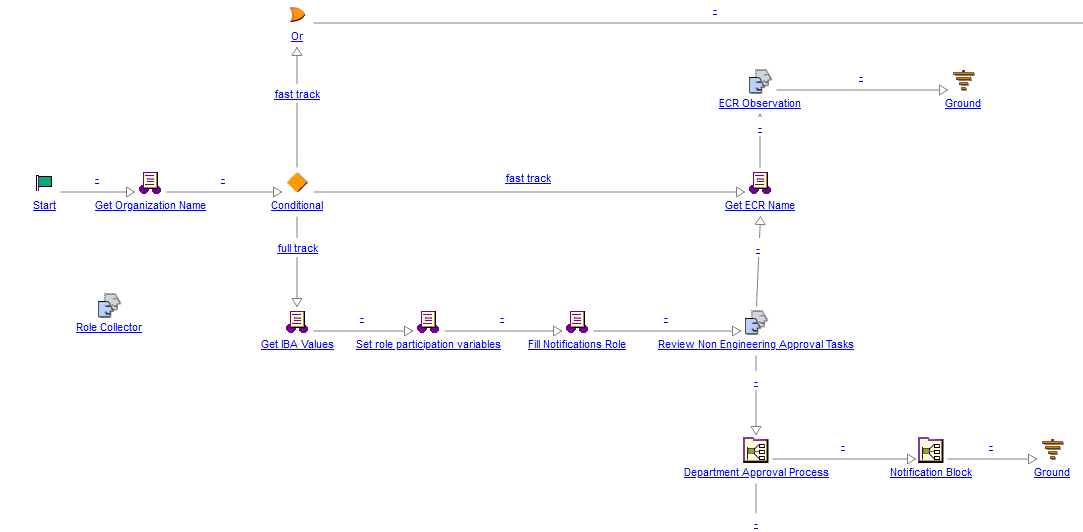 -
Or
fast track
ECR Observation
-
Ground
-
Start
-
Get Organization Name
-
Conditional
fast track
Get ECR Name
full track
-
Role Collector
Get IBA Values
-
Set role participation variables
-
Fill Notifications Role
-
Review Non Engineering Approval Tasks
-
Department Approval Process
-
Notification Block
-
Ground
-